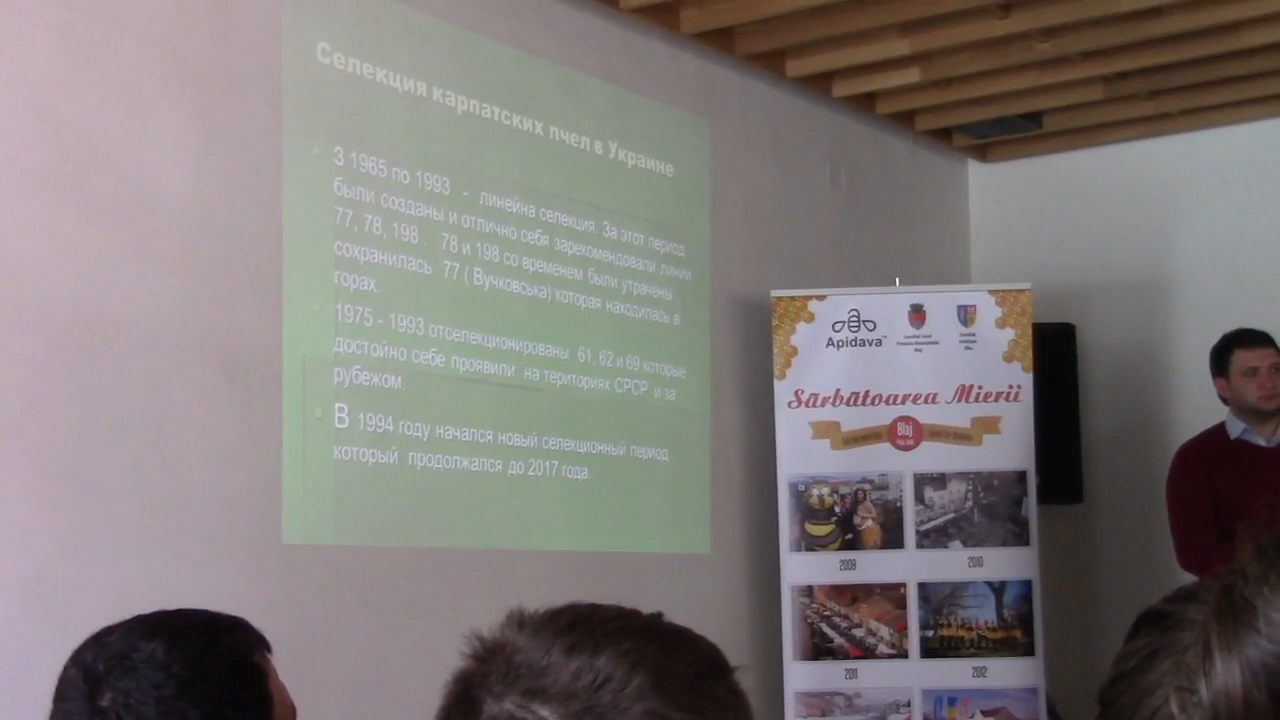 Селекция карпатских пчел в Украине
З 1965 по 1993 - линейна селекция. За этот период
были созданы и отлично себя зарекомендовали линии
77, 78, 198 . 78 и 198 со временем были утрачены ,
сохранилась 77 ( Вучковська) которая находилась в
горах.
1975 - 1993 отселекционированы 61, 62 и 69 которые
достойно себе проявили на териториях СРСР и за
рубежом.
В 1994 году начался новый селекционный период
который продолжался до 2017 года.
Apidava
Sărbătoarea Mierii
Blaj
2009
2010
2011
2012